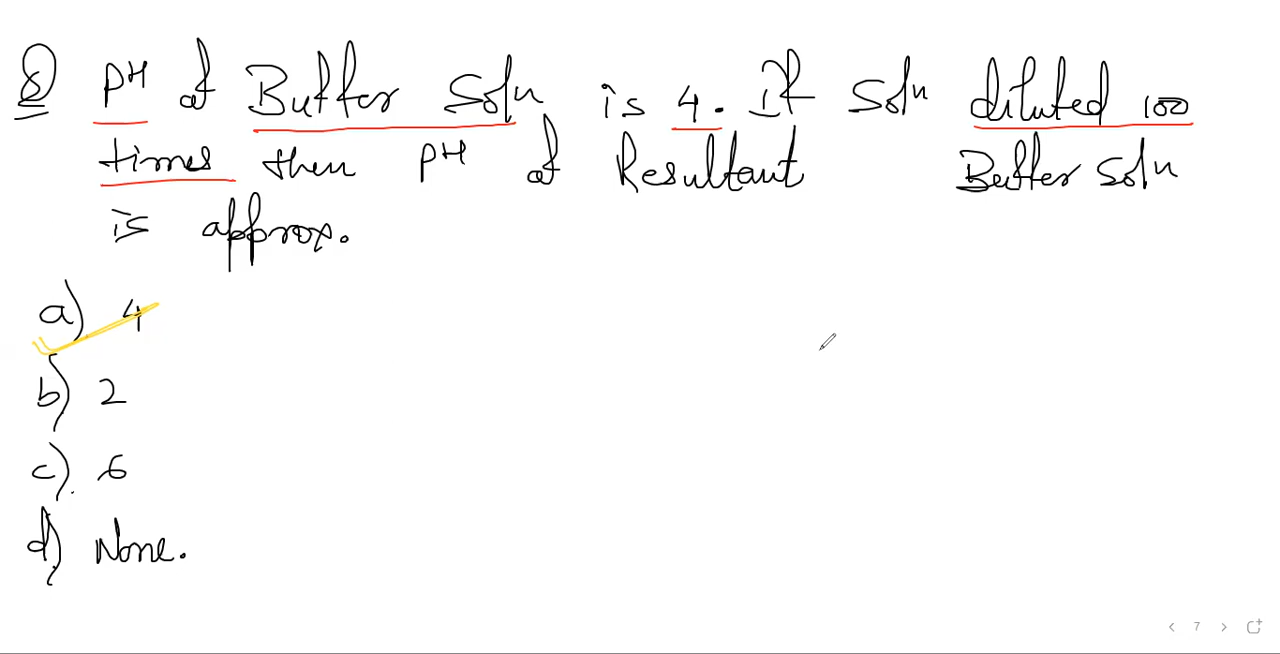 Q PH of Buffer Soln is 4. If Soln diluted 100
times then PH of Resultant Buffer Soln
is approx.
a) 4
b) 2
c). 6
d) None.
7